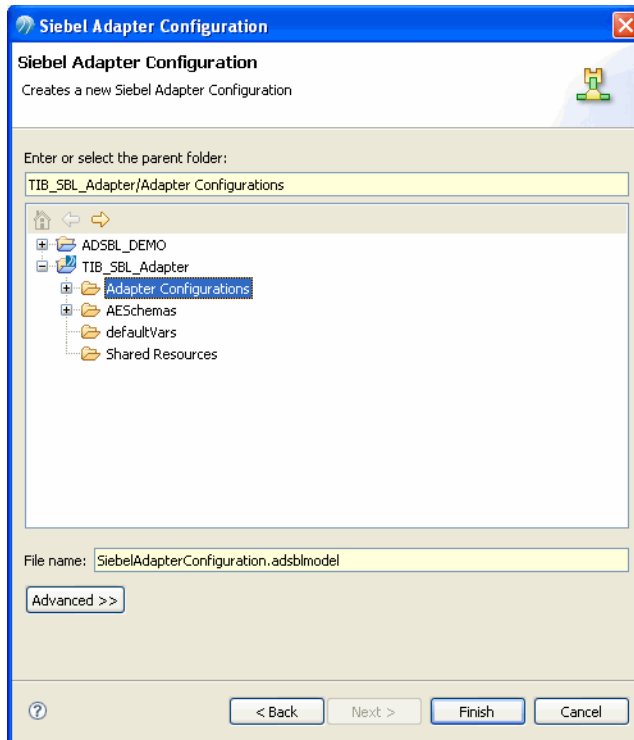 Siebel Adapter Configuration
Siebel Adapter Configuration
Creates a new Siebel Adapter Configuration
Enter or select the parent folder:
TIB_SBL_Adapter/Adapter Configurations
ADSBL_DEMO
TIB_SBL_Adapter
Adapter Configurations
AESchemas
defaultVars
Shared Resources
File name: SiebelAdapterConfiguration.adsblmodel
Advanced >>
< Back Next > Finish Cancel